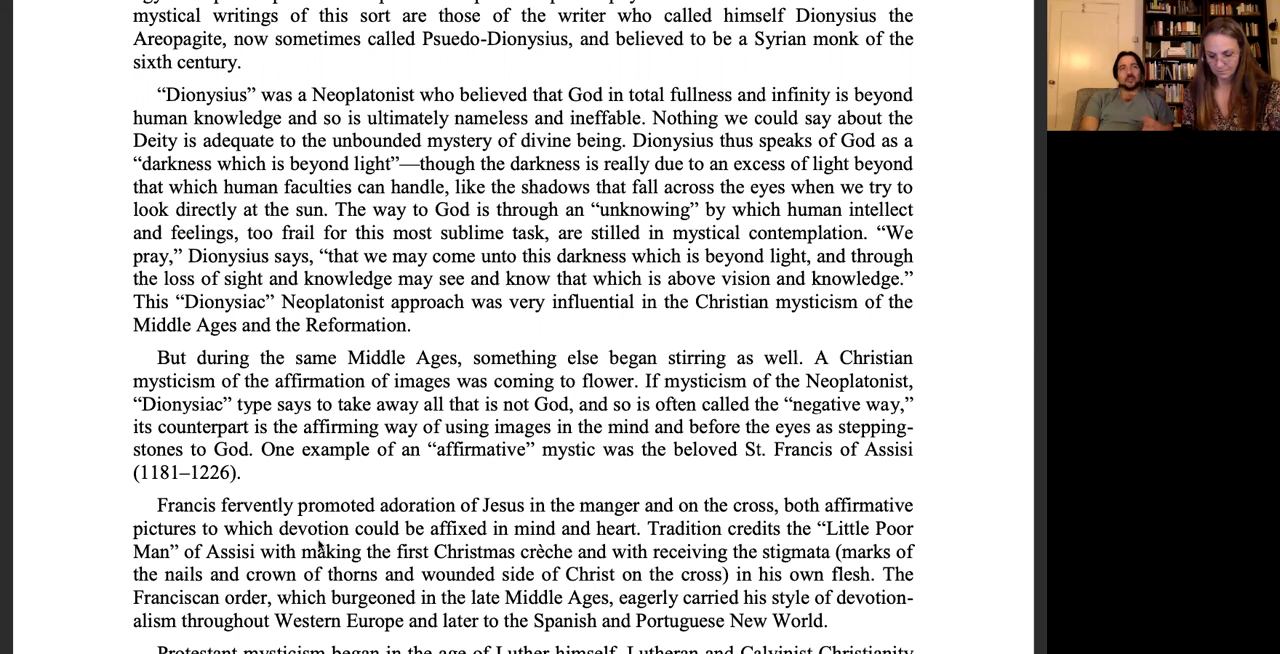 mystical writings of this sort are those of the writer who called himself Dionysius the
Areopagite, now sometimes called Psuedo-Dionysius, and believed to be a Syrian monk of the
sixth century.
“Dionysius” was a Neoplatonist who believed that God in total fullness and infinity is beyond
human knowledge and so is ultimately nameless and ineffable. Nothing we could say about the
Deity is adequate to the unbounded mystery of divine being. Dionysius thus speaks of God as a
“darkness which is beyond light”—though the darkness is really due to an excess of light beyond
that which human faculties can handle, like the shadows that fall across the eyes when we try to
look directly at the sun. The way to God is through an “unknowing” by which human intellect
and feelings, too frail for this most sublime task, are stilled in mystical contemplation. “We
pray,” Dionysius says, “that we may come unto this darkness which is beyond light, and through
the loss of sight and knowledge may see and know that which is above vision and knowledge.”
This “Dionysiac” Neoplatonist approach was very influential in the Christian mysticism of the
Middle Ages and the Reformation.
But during the same Middle Ages, something else began stirring as well. A Christian
mysticism of the affirmation of images was coming to flower. If mysticism of the Neoplatonist,
“Dionysiac” type says to take away all that is not God, and so is often called the “negative way,”
its counterpart is the affirming way of using images in the mind and before the eyes as stepping-
stones to God. One example of an “affirmative” mystic was the beloved St. Francis of Assisi
(1181–1226).
Francis fervently promoted adoration of Jesus in the manger and on the cross, both affirmative
pictures to which devotion could be affixed in mind and heart. Tradition credits the “Little Poor
Man” of Assisi with making the first Christmas crèche and with receiving the stigmata (marks of
the nails and crown of thorns and wounded side of Christ on the cross) in his own flesh. The
Franciscan order, which burgeoned in the late Middle Ages, eagerly carried his style of devotion-
alism throughout Western Europe and later to the Spanish and Portuguese New World.
Protestant mysticism began in the age of Luther himself. Lutheran and Calvinist Christianity